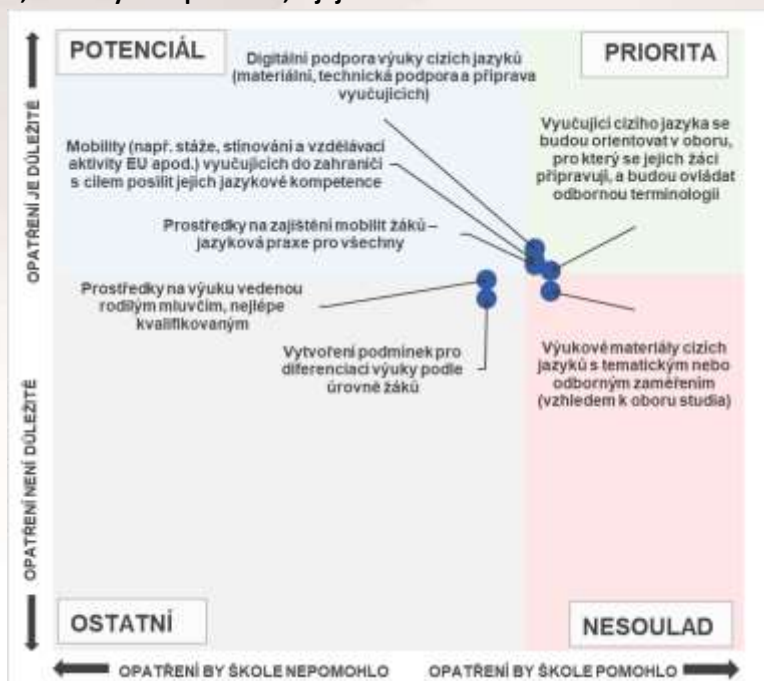 POTENCIÁL
Digitální podpora výuky cizích jazyků
(materiální, technická podpora a příprava
vyučujících)
PRIORITA
Mobility (např. stáže, stínování a vzdělávací
aktivity EU apod.) vyučujících do zahraničí
s cílem posílit jejich jazykové kompetence
Vyučující cizího jazyka se
budou orientovat v oboru,
pro který se jejich žáci
připravují, a budou ovládat
odbornou terminologii
Prostředky na zajištění mobilit žáků –
jazyková praxe pro všechny
Prostředky na výuku vedenou
rodilým mluvčím, nejlépe
kvalifikovaným
Vytvoření podmínek pro
diferenciaci výuky podle
úrovně žáků
Výukové materiály cizích
jazyků s tematickým nebo
odborným zaměřením
(vzhledem k oboru studia)
OSTATNÍ
NESOULAD
OPATŘENÍ JE DŮLEŽITÉ
OPATŘENÍ NENÍ DŮLEŽITÉ
OPATŘENÍ BY ŠKOLE NEPOMOHLO
OPATŘENÍ BY ŠKOLE POMOHLO